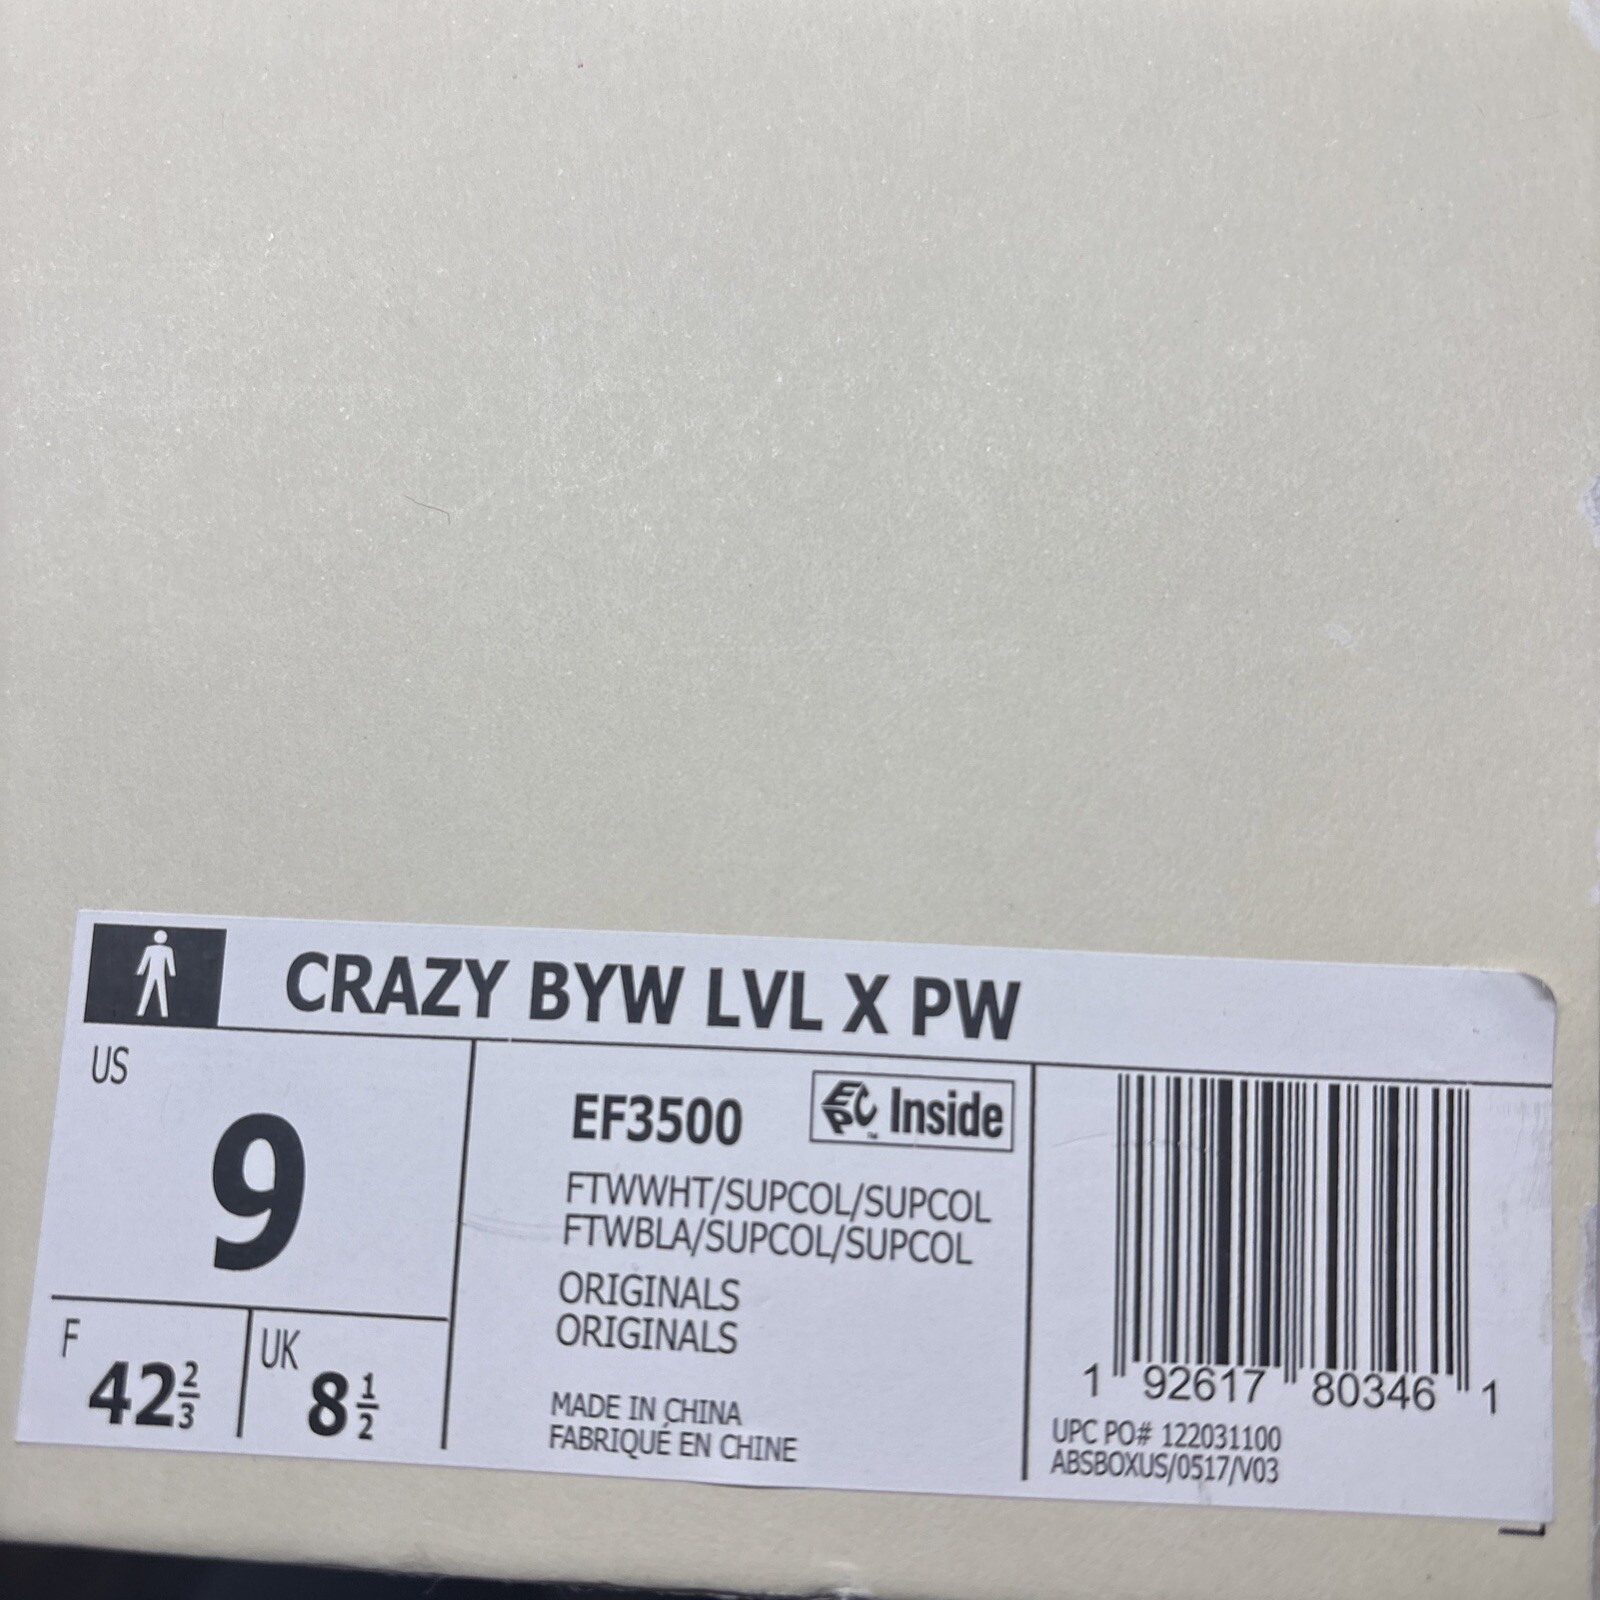 CRAZY BYW LVL X PW
US
9
F
42 2/3
UK
8 1/2
EF3500
EPC™ Inside
FTWWHT/SUPCOL/SUPCOL
FTWBLA/SUPCOL/SUPCOL
ORIGINALS
ORIGINALS
MADE IN CHINA
FABRIQUÉ EN CHINE
1 92617 80346 1
UPC PO# 122031100
ABSBOXUS/0517/V03